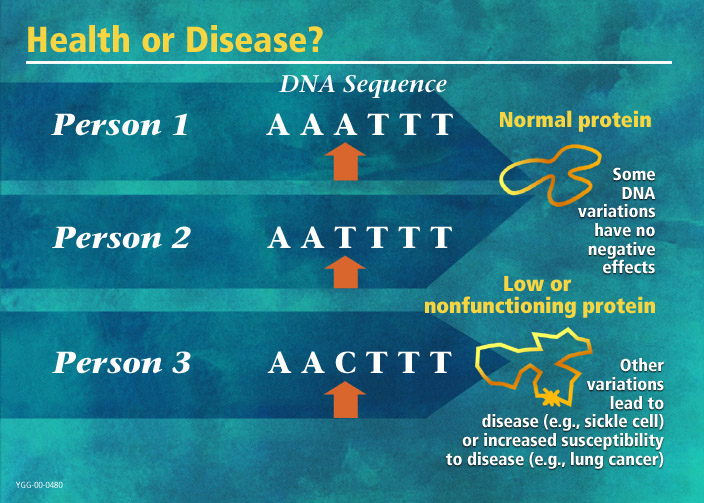 Health or Disease?
DNA Sequence
Person 1
A A A T T T
Normal protein
Some
DNA
variations
have no
negative
effects
Person 2
A A T T T T
Low or
nonfunctioning protein
Person 3
A A C T T T
Other
variations
lead to
disease (e.g., sickle cell)
or increased susceptibility
to disease (e.g., lung cancer)
YGG-00-0480